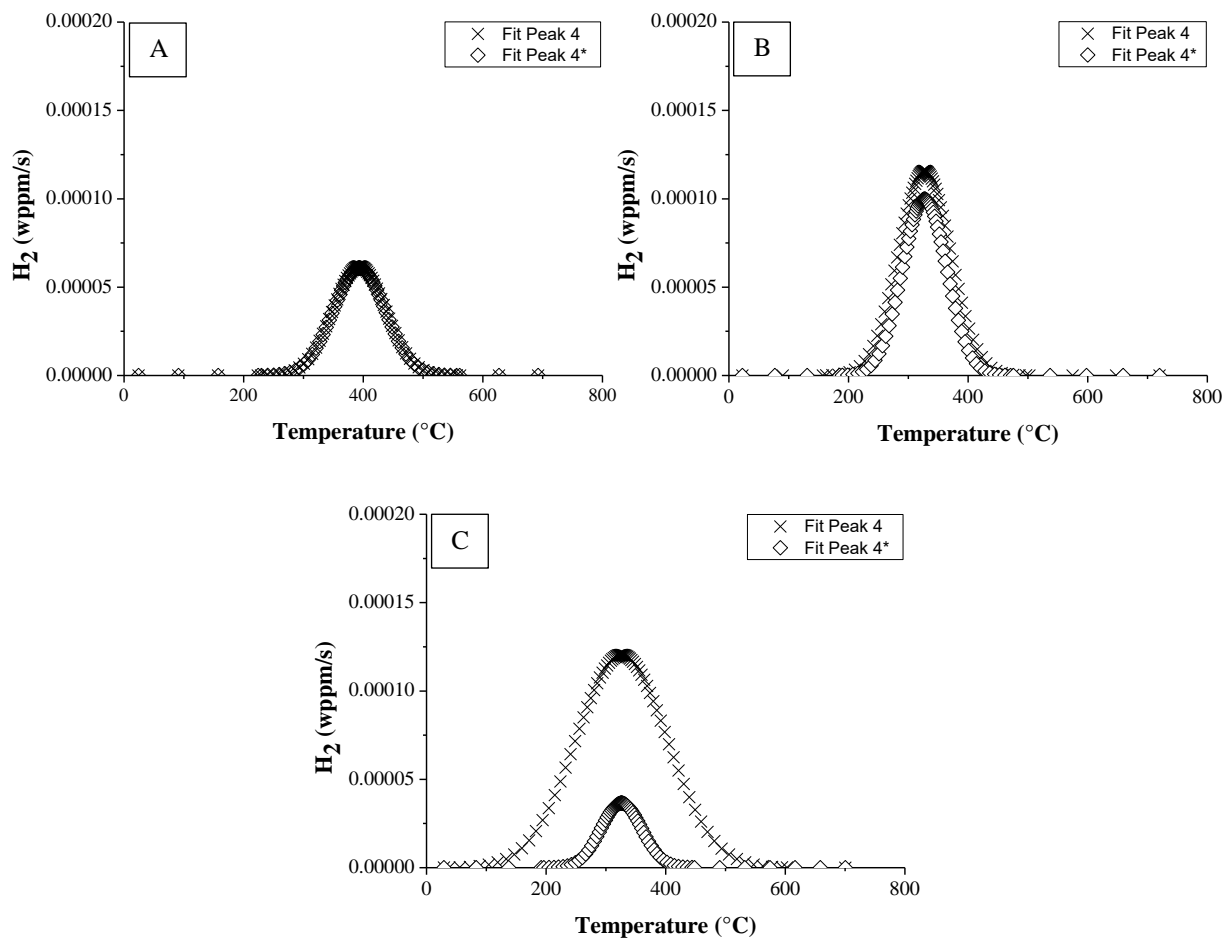 A
Fit Peak 4
Fit Peak 4*
0.00020
0.00015
0.00010
0.00005
0.00000
H2 (wppm/s)
0 200 400 600 800
Temperature (°C)
B
Fit Peak 4
Fit Peak 4*
0.00020
0.00015
0.00010
0.00005
0.00000
H2 (wppm/s)
0 200 400 600 800
Temperature (°C)
C
Fit Peak 4
Fit Peak 4*
0.00020
0.00015
0.00010
0.00005
0.00000
H2 (wppm/s)
0 200 400 600 800
Temperature (°C)